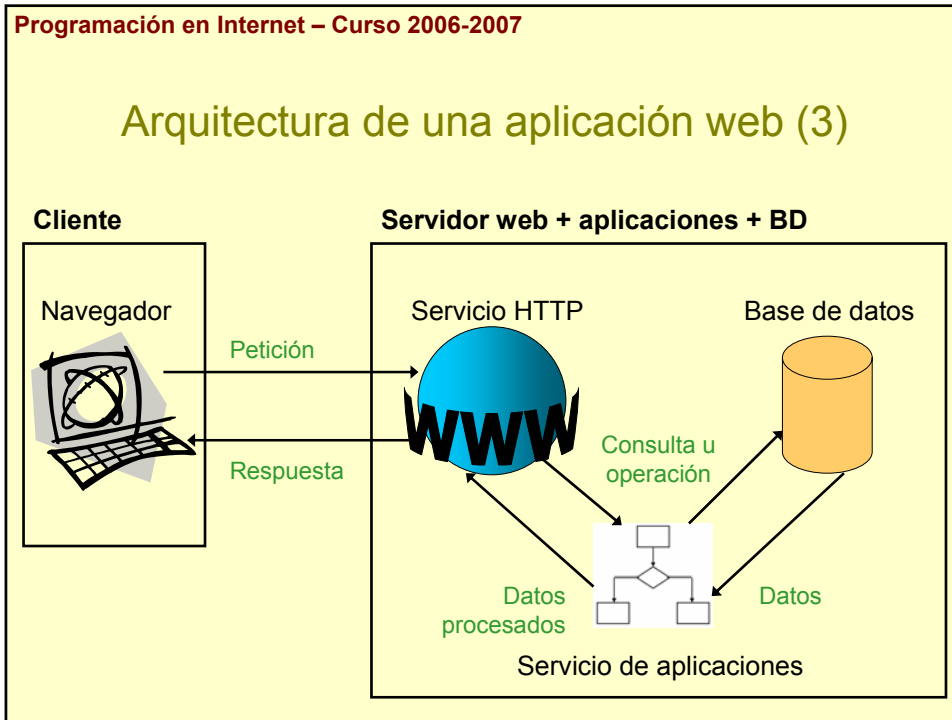 Programación en Internet – Curso 2006-2007
Arquitectura de una aplicación web (3)
Cliente
Servidor web + aplicaciones + BD
Navegador
Servicio HTTP
Base de datos
Petición
WWW
Respuesta
Consulta u
operación
Datos
procesados
Datos
Servicio de aplicaciones